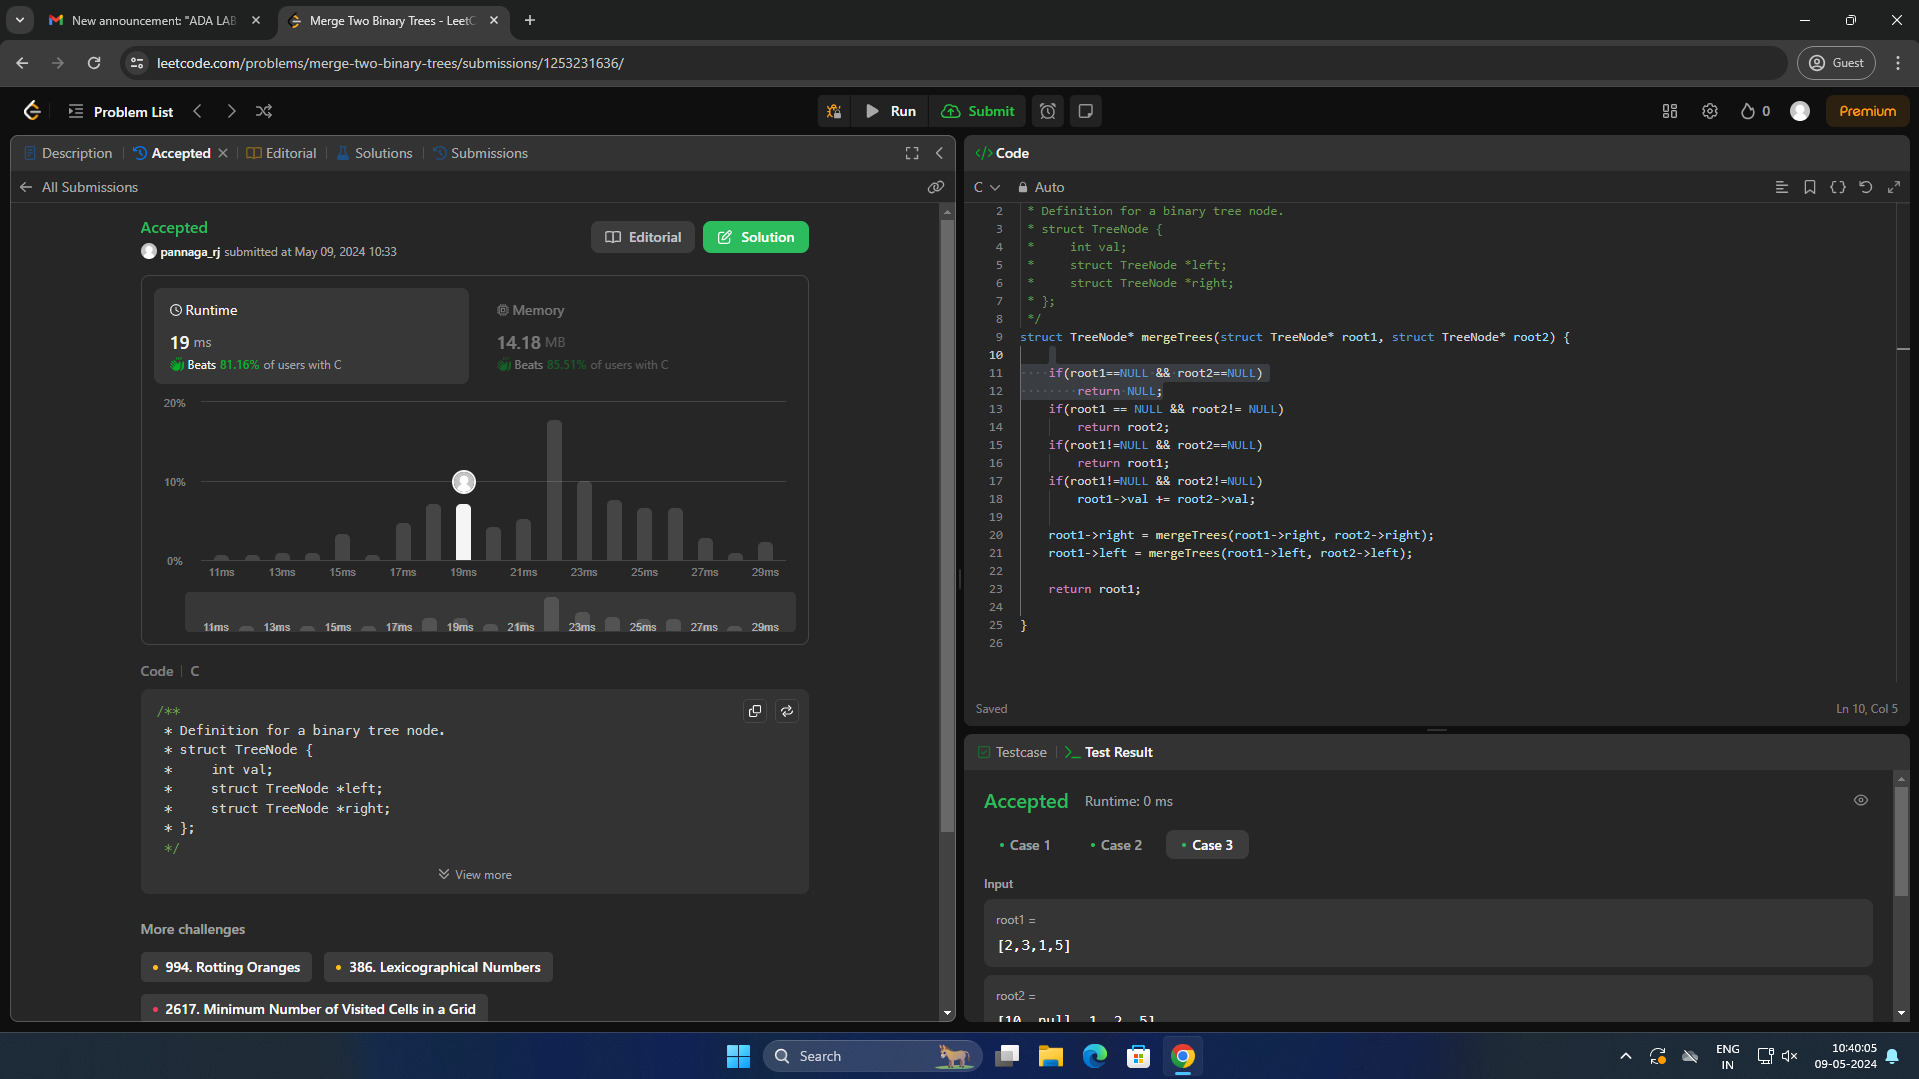 New announcement: "ADA LAB
Merge Two Binary Trees - LeetC
leetcode.com/problems/merge-two-binary-trees/submissions/1253231636/
Guest
Problem List
Run
Submit
0
Premium
Description
Accepted
Editorial
Solutions
Submissions
All Submissions
Accepted
pannaga_rj submitted at May 09, 2024 10:33
Editorial
Solution
Runtime
19 ms
Beats 81.16% of users with C
Memory
14.18 MB
Beats 85.51% of users with C
20%
10%
0%
11ms 13ms 15ms 17ms 19ms 21ms 23ms 25ms 27ms 29ms
11ms 13ms 15ms 17ms 19ms 21ms 23ms 25ms 27ms 29ms
Code | C
/**
 * Definition for a binary tree node.
 * struct TreeNode {
 *     int val;
 *     struct TreeNode *left;
 *     struct TreeNode *right;
 * };
 */
View more
More challenges
994. Rotting Oranges
386. Lexicographical Numbers
2617. Minimum Number of Visited Cells in a Grid
</> Code
C
Auto
2 * Definition for a binary tree node.
3 * struct TreeNode {
4 *     int val;
5 *     struct TreeNode *left;
6 *     struct TreeNode *right;
7 * };
8 */
9 struct TreeNode* mergeTrees(struct TreeNode* root1, struct TreeNode* root2) {
10
11     if(root1==NULL && root2==NULL)
12         return NULL;
13     if(root1 == NULL && root2!= NULL)
14         return root2;
15     if(root1!=NULL && root2==NULL)
16         return root1;
17     if(root1!=NULL && root2!=NULL)
18         root1->val += root2->val;
19
20     root1->right = mergeTrees(root1->right, root2->right);
21     root1->left = mergeTrees(root1->left, root2->left);
22
23     return root1;
24
25 }
26
Saved
Ln 10, Col 5
Testcase
Test Result
Accepted
Runtime: 0 ms
Case 1
Case 2
Case 3
Input
root1 =
[2,3,1,5]
root2 =
[10, null, 1, 2, 5]
Search
ENG
IN
10:40:05
09-05-2024